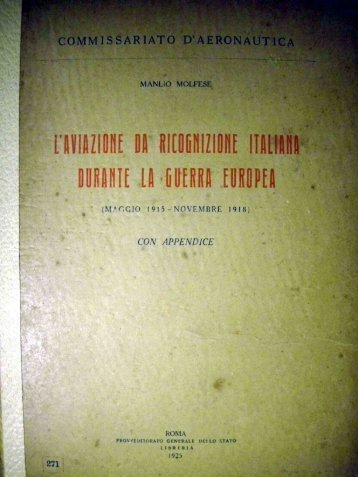 COMMISSARIATO D'AERONAUTICA
MANLIO MOLFESE
L'AVIAZIONE DA RICOGNIZIONE ITALIANA
DURANTE LA GUERRA EUROPEA
(MAGGIO 1915 - NOVEMBRE 1918)
CON APPENDICE
ROMA
PROVVEDITORATO GENERALE DELLO STATO
LIBRERIA
1925
271